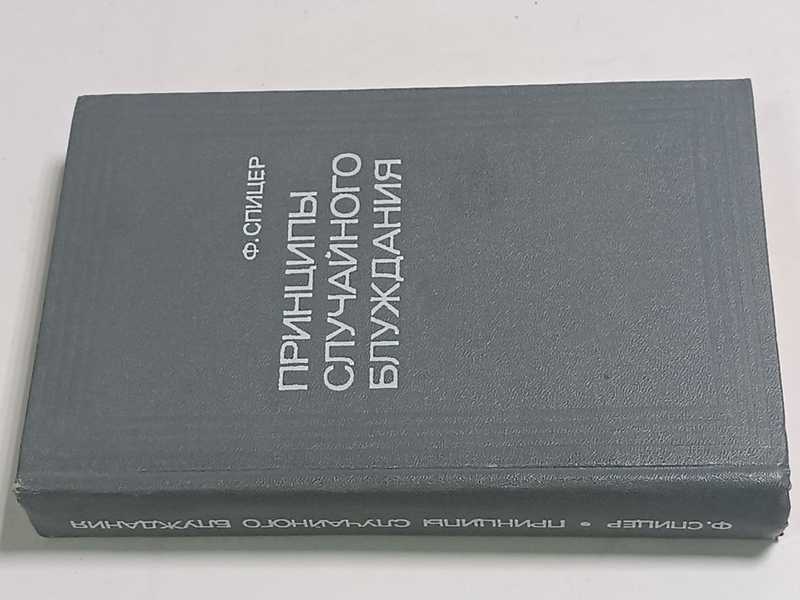 Ф. СПИЦЕР
ПРИНЦИПЫ
СЛУЧАЙНОГО
БЛУЖДАНИЯ
Ф. СПИЦЕР • ПРИНЦИПЫ СЛУЧАЙНОГО БЛУЖДАНИЯ